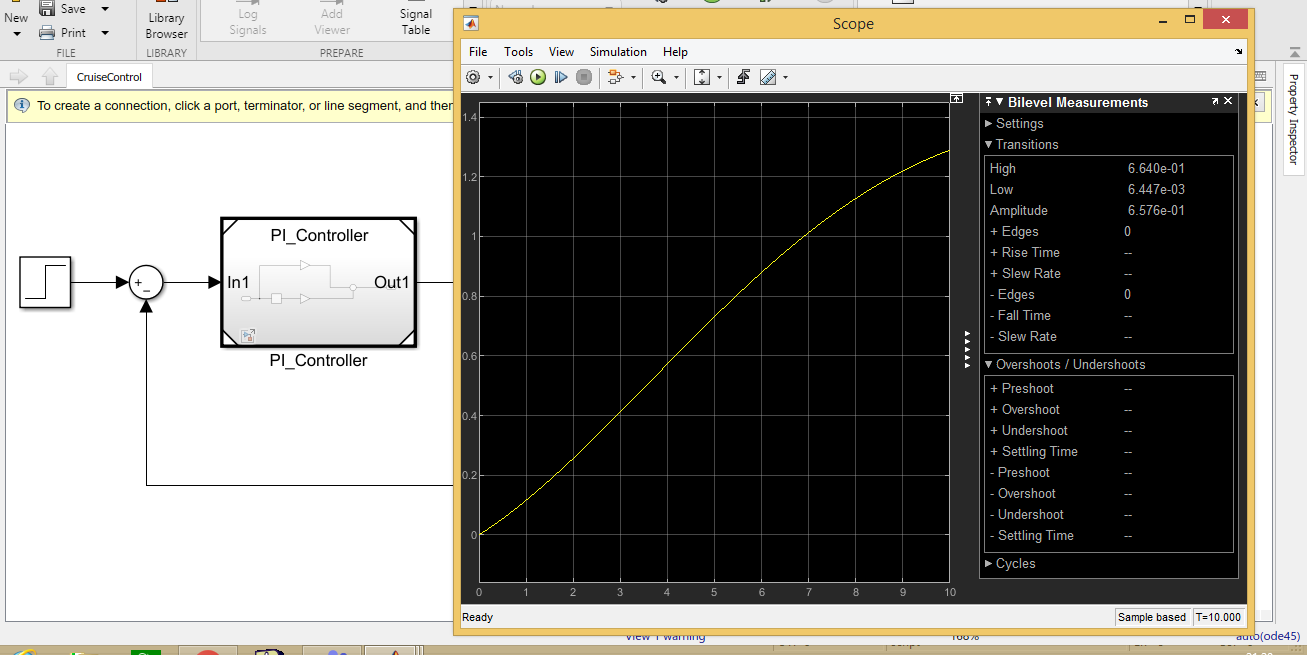 New
Save
Print
FILE
Library
Browser
LIBRARY
Log
Signals
Add
Viewer
Signal
Table
PREPARE
CruiseControl
To create a connection, click a port, terminator, or line segment, and then
PI_Controller
In1
Out1
PI_Controller
+
_
Scope
File Tools View Simulation Help
1.4
1.2
1
0.8
0.6
0.4
0.2
0
0 1 2 3 4 5 6 7 8 9 10
Bilevel Measurements
Settings
Transitions
High 6.640e-01
Low 6.447e-03
Amplitude 6.576e-01
+ Edges 0
+ Rise Time --
+ Slew Rate --
- Edges 0
- Fall Time --
- Slew Rate --
Overshoots / Undershoots
+ Preshoot --
+ Overshoot --
+ Undershoot --
+ Settling Time --
- Preshoot --
- Overshoot --
- Undershoot --
- Settling Time --
Cycles
Ready
Sample based T=10.000
Property Inspector
View 1 warning
168%
auto(ode45)